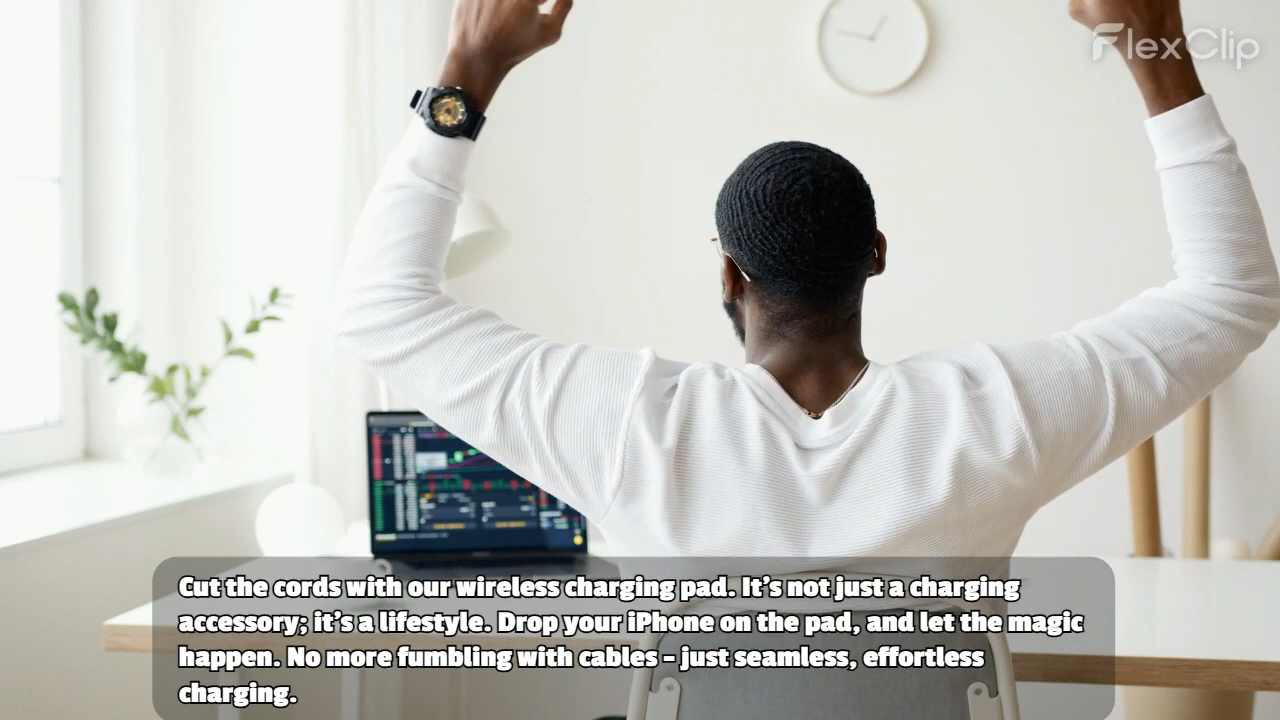 FlexClip
Cut the cords with our wireless charging pad. It's not just a charging
accessory; it's a lifestyle. Drop your iPhone on the pad, and let the magic
happen. No more fumbling with cables – just seamless, effortless
charging.